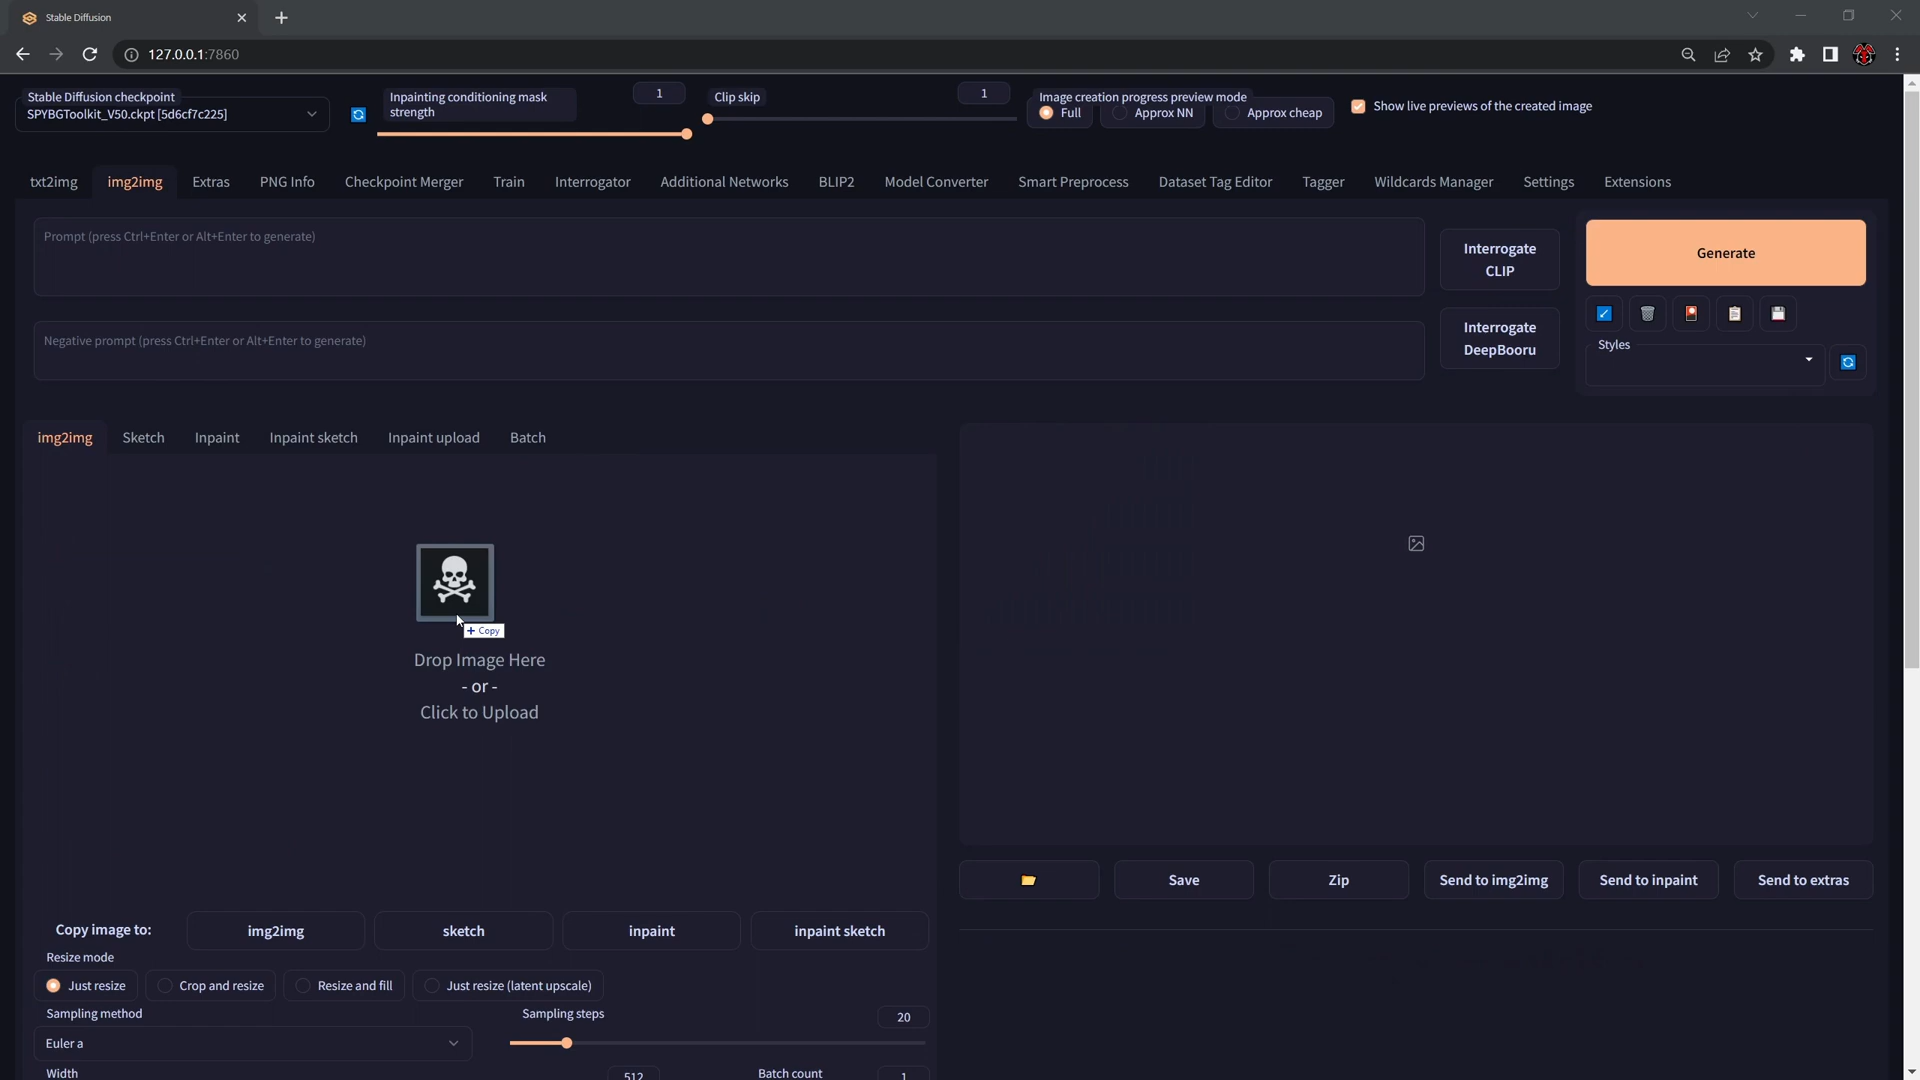 Stable Diffusion
127.0.0.1:7860
Stable Diffusion checkpoint
SPYBGToolkit_V50.ckpt [5d6cf7c225]
Inpainting conditioning mask
strength
1
Clip skip
1
Image creation progress preview mode
Full
Approx NN
Approx cheap
Show live previews of the created image
txt2img
img2img
Extras
PNG Info
Checkpoint Merger
Train
Interrogator
Additional Networks
BLIP2
Model Converter
Smart Preprocess
Dataset Tag Editor
Tagger
Wildcards Manager
Settings
Extensions
Prompt (press Ctrl+Enter or Alt+Enter to generate)
Interrogate
CLIP
Generate
Negative prompt (press Ctrl+Enter or Alt+Enter to generate)
Interrogate
DeepBooru
Styles
img2img
Sketch
Inpaint
Inpaint sketch
Inpaint upload
Batch
+ Copy
Drop Image Here
- or -
Click to Upload
Save
Zip
Send to img2img
Send to inpaint
Send to extras
Copy image to:
img2img
sketch
inpaint
inpaint sketch
Resize mode
Just resize
Crop and resize
Resize and fill
Just resize (latent upscale)
Sampling method
Euler a
Sampling steps
20
Width
512
Batch count
1